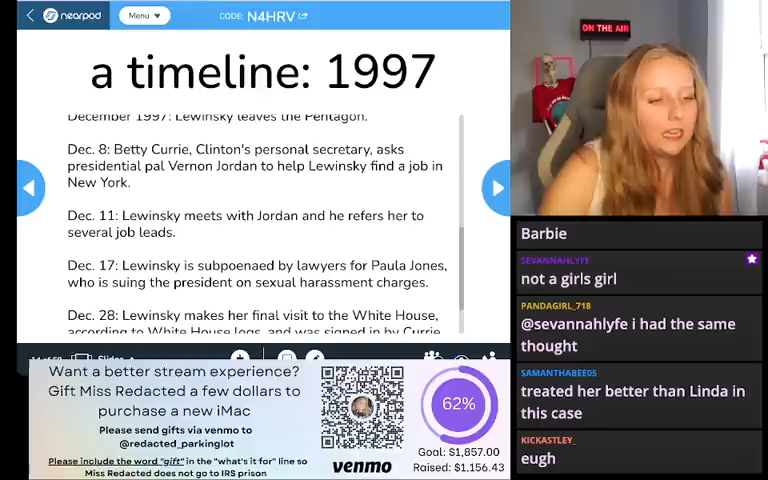 nearpod
Menu
CODE: N4HRV
ON THE AIR
a timeline: 1997
December 1997: Lewinsky leaves the Pentagon.
Dec. 8: Betty Currie, Clinton's personal secretary, asks
presidential pal Vernon Jordan to help Lewinsky find a job in
New York.
Dec. 11: Lewinsky meets with Jordan and he refers her to
several job leads.
Dec. 17: Lewinsky is subpoenaed by lawyers for Paula Jones,
who is suing the president on sexual harassment charges.
Dec. 28: Lewinsky makes her final visit to the White House,
according to White House logs, and was signed in by Currie
Barbie
SEVANNAHLYFE
not a girls girl
PANDAGIRL_718
@sevannahlyfe i had the same
thought
SAMANTHABEE05
treated her better than Linda in
this case
KICKASTLEY_
eugh
Want a better stream experience?
Gift Miss Redacted a few dollars to
purchase a new iMac
Please send gifts via venmo to
@redacted_parkinglot
Please include the word "gift" in the "what's it for" line so
Miss Redacted does not go to IRS prison
venmo
62%
Goal: $1,857.00
Raised: $1,156.43